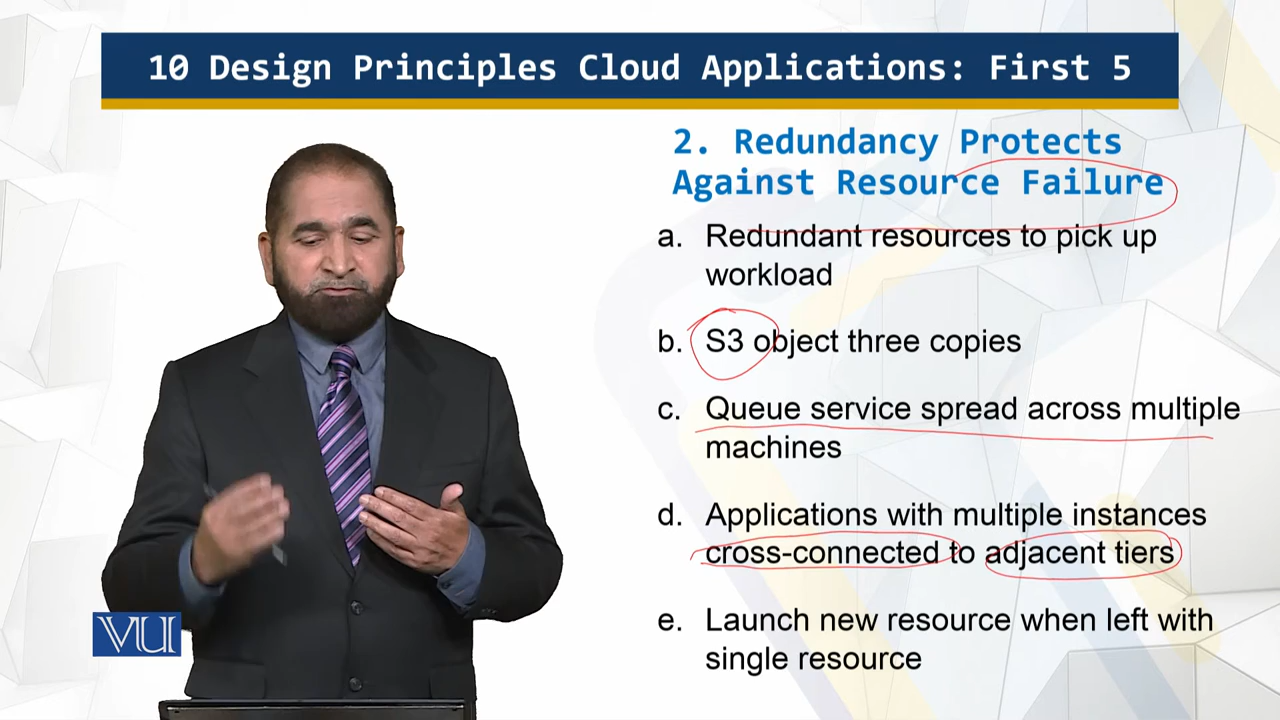 10 Design Principles Cloud Applications: First 5
2. Redundancy Protects
Against Resource Failure
a. Redundant resources to pick up
workload
b. S3 object three copies
c. Queue service spread across multiple
machines
d. Applications with multiple instances
cross-connected to adjacent tiers
e. Launch new resource when left with
single resource
VU